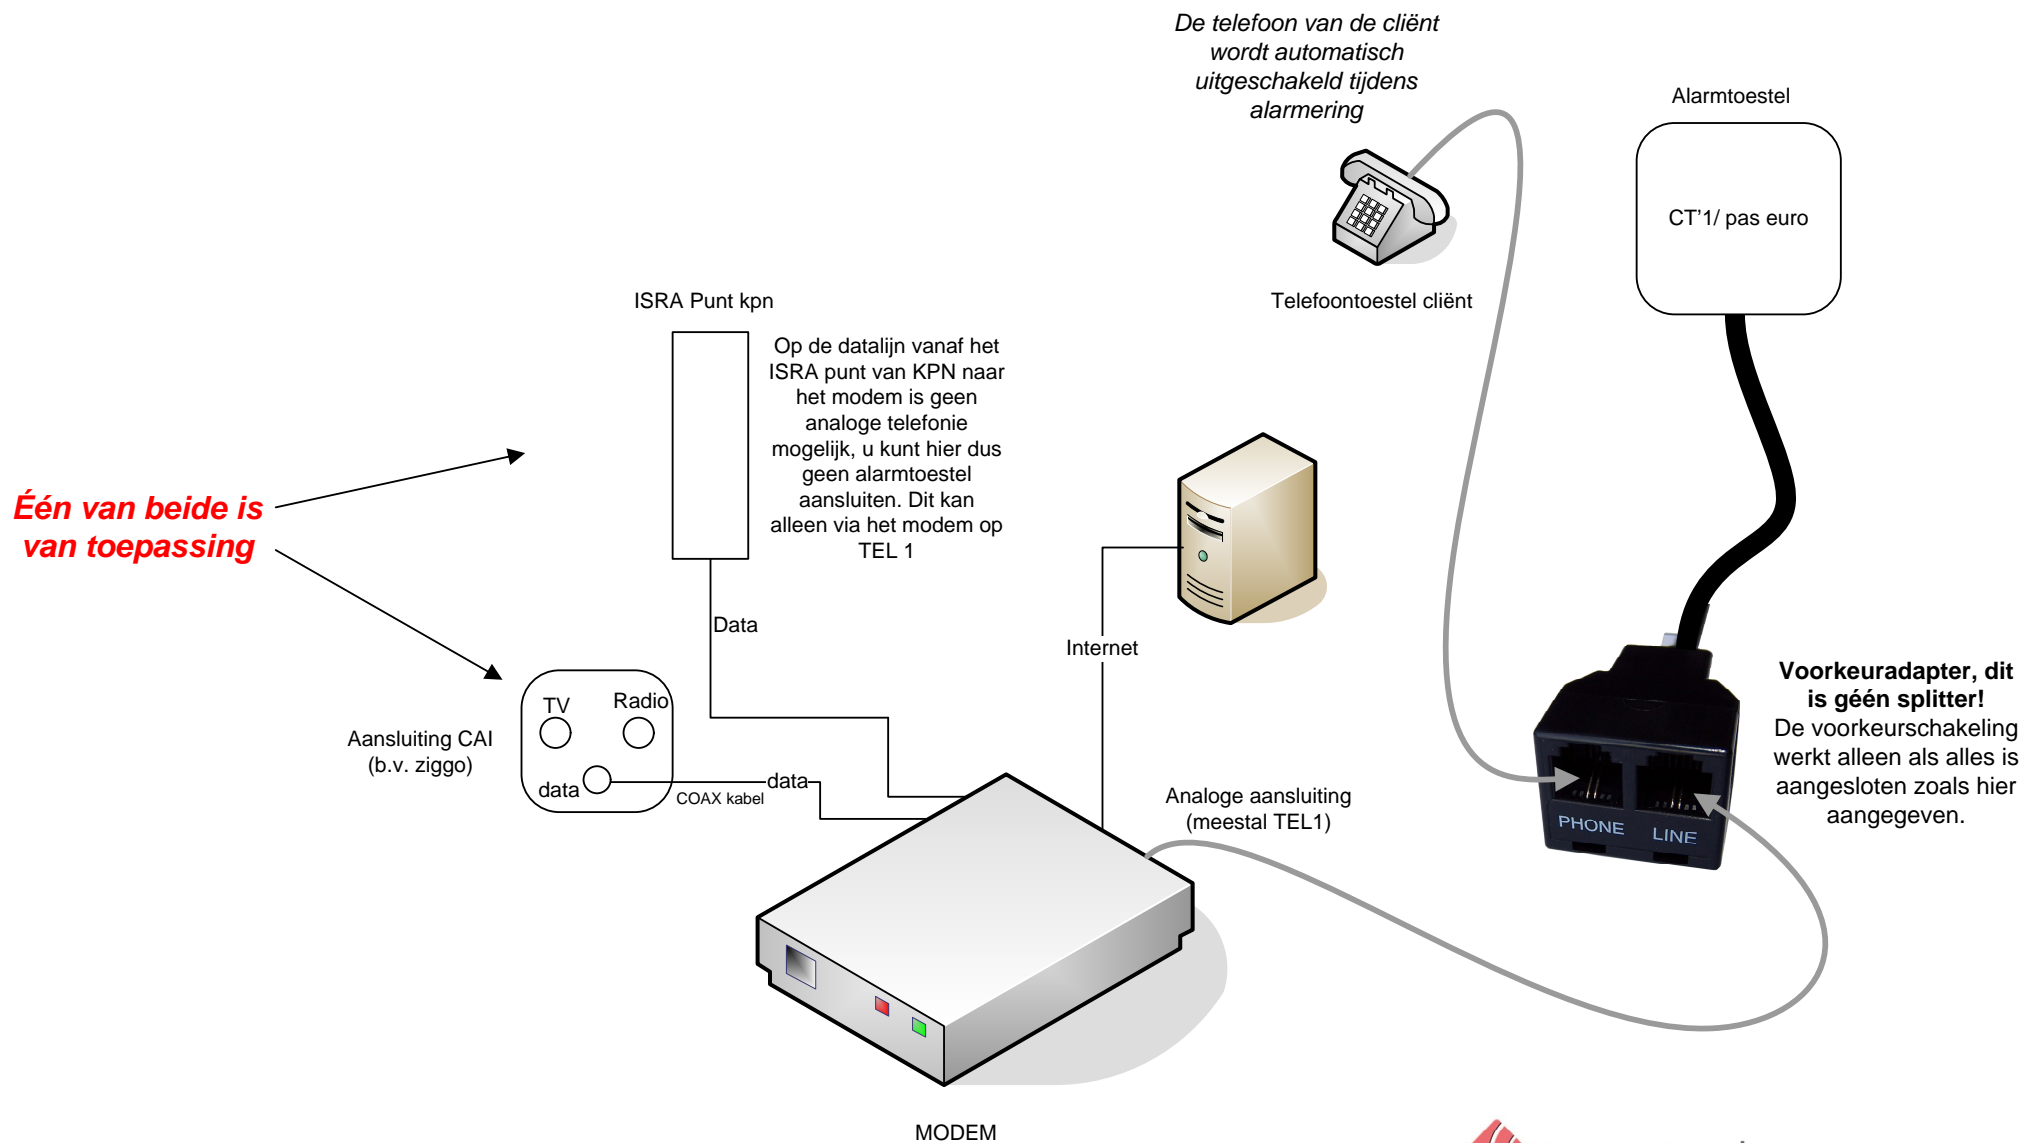 De telefoon van de cliënt
wordt automatisch
uitgeschakeld tijdens
alarmering
Alarmtoestel
CT'1/ pas euro
Telefoontoestel cliënt
ISRA Punt kpn
Op de datalijn vanaf het
ISRA punt van KPN naar
het modem is geen
analoge telefonie
mogelijk, u kunt hier dus
geen alarmtoestel
aansluiten. Dit kan
alleen via het modem op
TEL 1
Één van beide is
van toepassing
Data
Internet
TV
Radio
data
Aansluiting CAI
(b.v. ziggo)
data
COAX kabel
Analoge aansluiting
(meestal TEL1)
Voorkeuradapter, dit
is géén splitter!
De voorkeurschakeling
werkt alleen als alles is
aangesloten zoals hier
aangegeven.
PHONE
LINE
MODEM